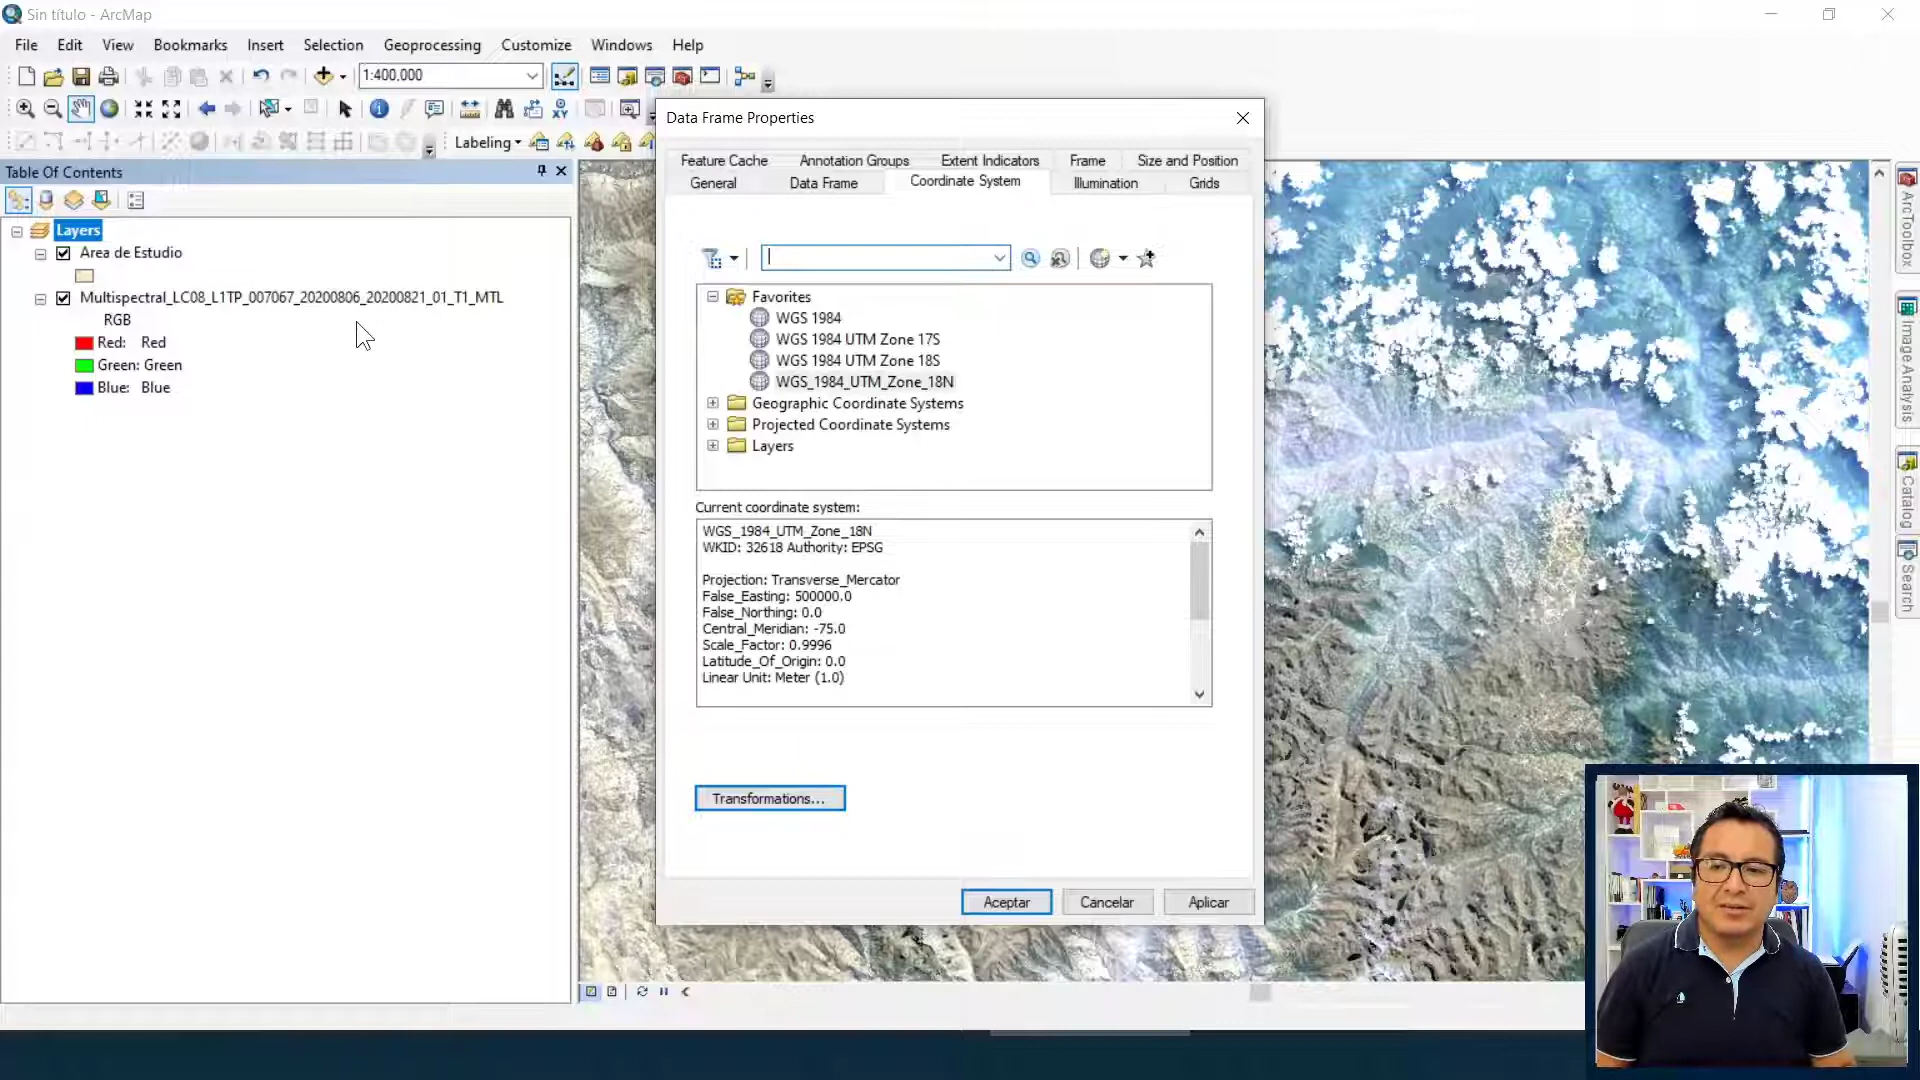 Sin título - ArcMap
File Edit View Bookmarks Insert Selection Geoprocessing Customize Windows Help
1:400,000
Labeling
Table Of Contents
Layers
Area de Estudio
Multispectral_LC08_L1TP_007067_20200806_20200821_01_T1_MTL
RGB
Red: Red
Green: Green
Blue: Blue
Data Frame Properties
Feature Cache Annotation Groups Extent Indicators Frame Size and Position
General Data Frame Coordinate System Illumination Grids
Favorites
WGS 1984
WGS 1984 UTM Zone 17S
WGS 1984 UTM Zone 18S
WGS_1984_UTM_Zone_18N
Geographic Coordinate Systems
Projected Coordinate Systems
Layers
Current coordinate system:
WGS_1984_UTM_Zone_18N
WKID: 32618 Authority: EPSG
Projection: Transverse_Mercator
False_Easting: 500000.0
False_Northing: 0.0
Central_Meridian: -75.0
Scale_Factor: 0.9996
Latitude_Of_Origin: 0.0
Linear Unit: Meter (1.0)
Transformations...
Aceptar Cancelar Aplicar
ArcToolbox
Image Analysis
Catalog
Search